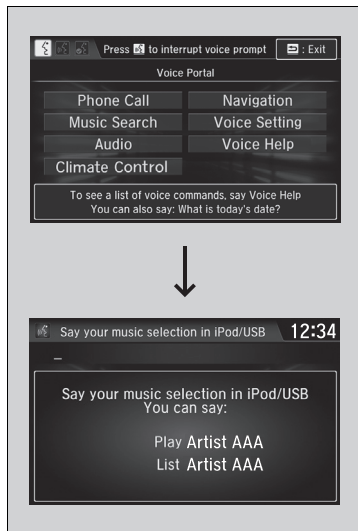 Press to interrupt voice prompt : Exit
Voice Portal
Phone Call Navigation
Music Search Voice Setting
Audio Voice Help
Climate Control
To see a list of voice commands, say Voice Help
You can also say: What is today's date?
Say your music selection in iPod/USB 12:34
Say your music selection in iPod/USB
You can say:
Play Artist AAA
List Artist AAA